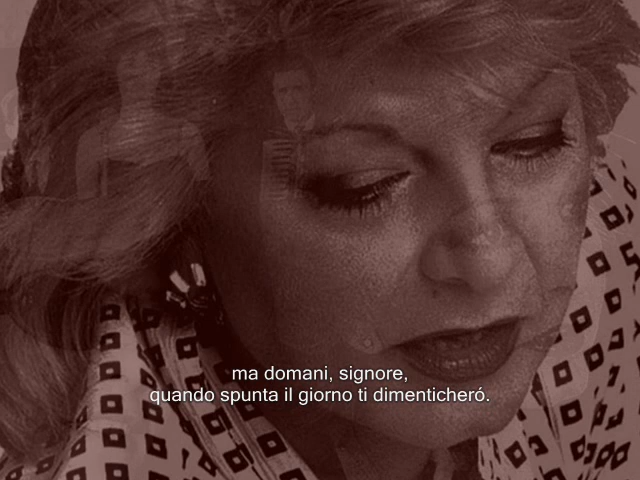 ma domani, signore,
quando spunta il giorno ti dimenticheró.